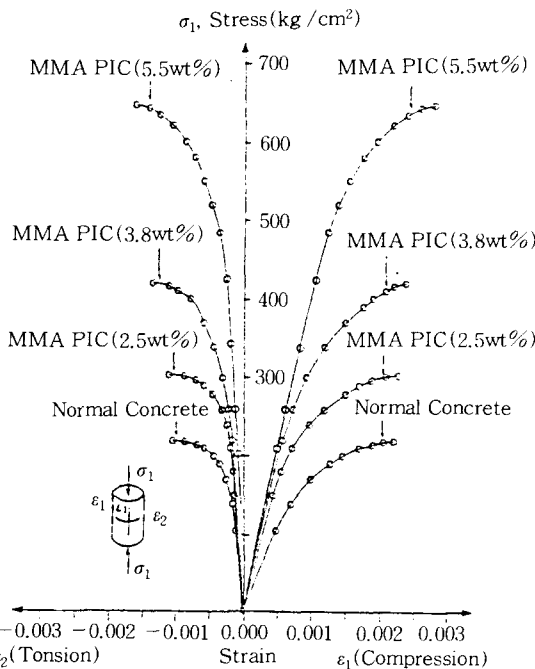 σ₁, Stress(kg/cm²)
MMA PIC(5.5wt%)
700
MMA PIC(5.5wt%)
600
500
MMA PIC(3.8wt%)
MMA PIC(3.8wt%)
400
MMA PIC(2.5wt%)
MMA PIC(2.5wt%)
300
Normal Concrete
Normal Concrete
σ₁
ε₁
ε₂
σ₁
−0.003 −0.002 −0.001 0.000 0.001 0.002 0.003
₂(Tonsion) Strain ε₁(Compression)